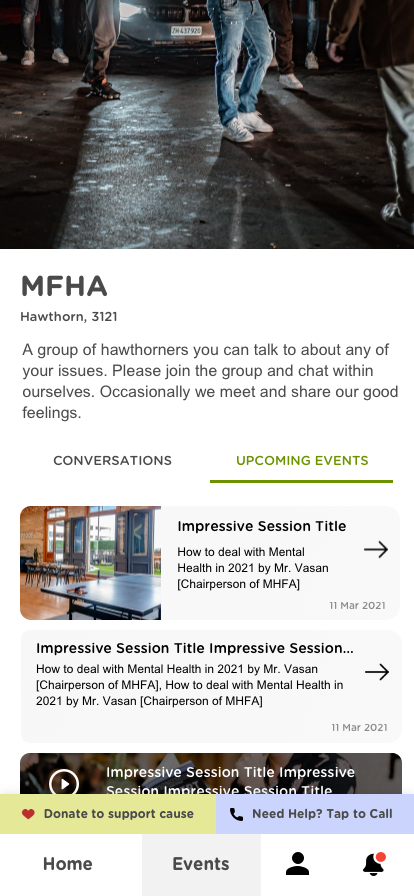 ZH 437920
MFHA
Hawthorn, 3121
A group of hawthorners you can talk to about any of
your issues. Please join the group and chat within
ourselves. Occasionally we meet and share our good
feelings.
CONVERSATIONS
UPCOMING EVENTS
Impressive Session Title
How to deal with Mental
Health in 2021 by Mr. Vasan
[Chairperson of MHFA]
11 Mar 2021
Impressive Session Title Impressive Session...
How to deal with Mental Health in 2021 by Mr. Vasan
[Chairperson of MHFA], How to deal with Mental Health in
2021 by Mr. Vasan [Chairperson of MHFA]
11 Mar 2021
Impressive Session Title Impressive
Session Impressive Session Title
Donate to support cause
Need Help? Tap to Call
Home
Events